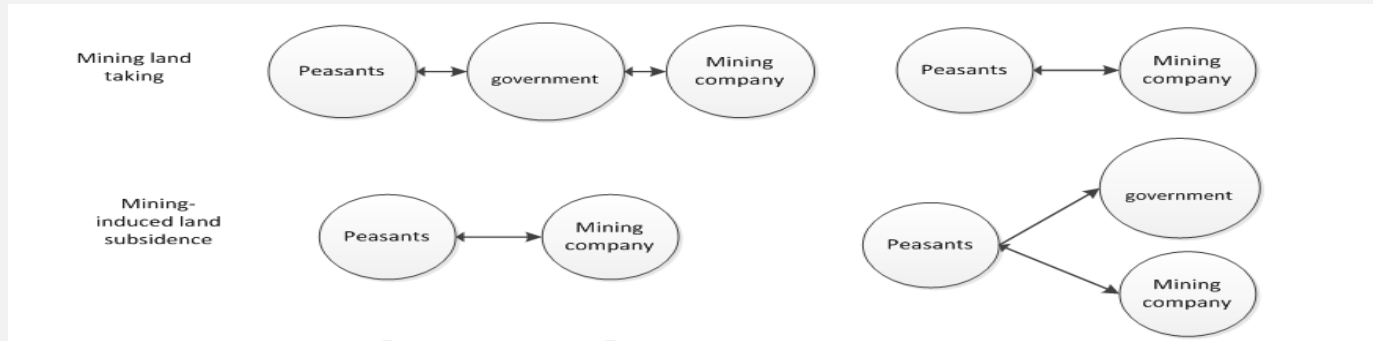 Mining land
taking
Peasants
government
Mining
company
Peasants
Mining
company
Mining-
induced land
subsidence
Peasants
Mining
company
Peasants
government
Mining
company